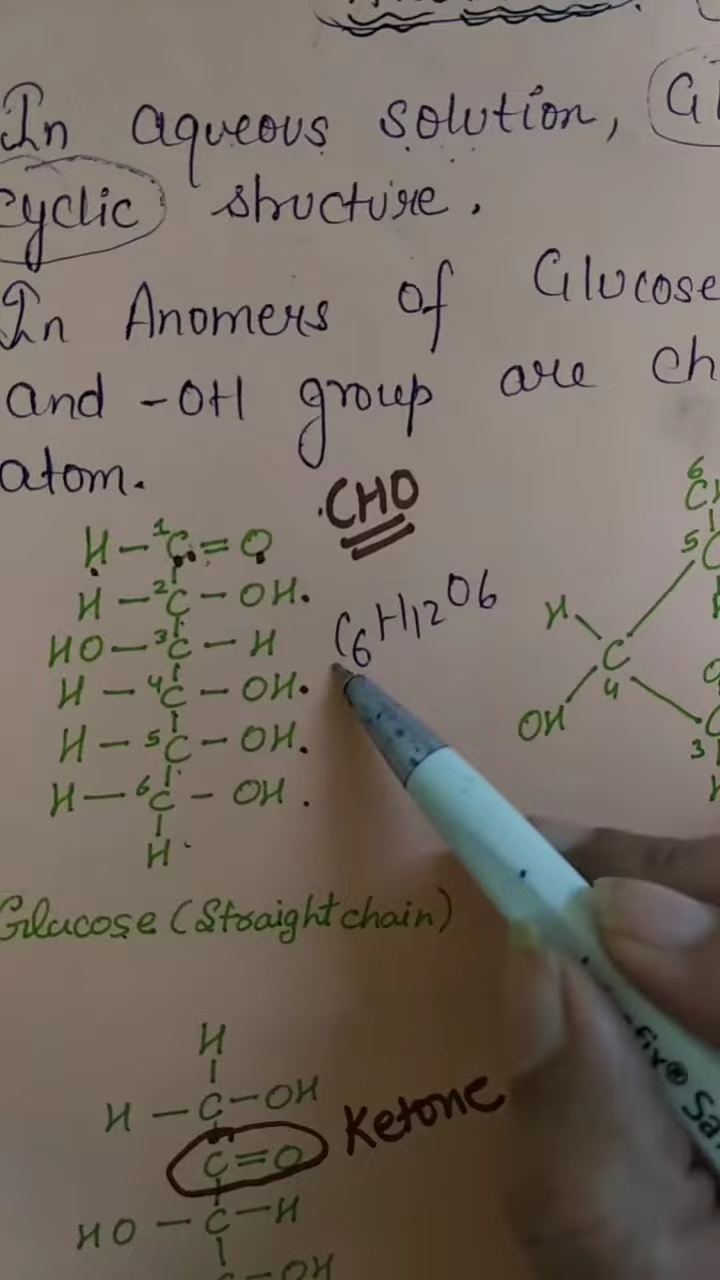 In aqueous solution,
cyclic structure.
In Anomers of Glucose
and -OH group are
atom.
.CHO
H-¹C=O
H-²C-OH.
HO-³C-H
H-⁴C-OH.
H-⁵C-OH.
H-⁶C-OH.
H
C6H12O6
6
5
H
C
4
OH
3
Glucose (Straight chain)
H
H-C-OH
C=O
Ketone
HO-C-H
-OH